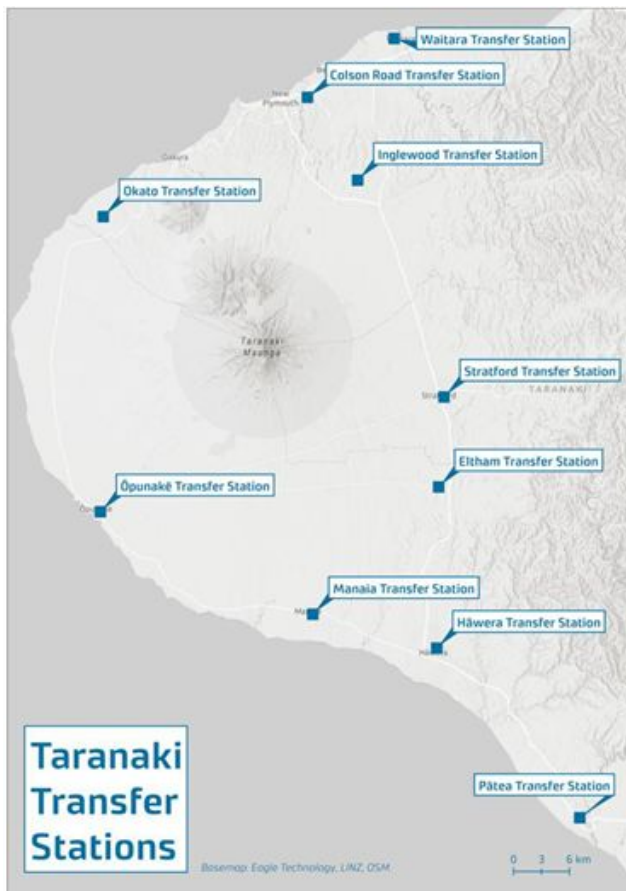 Waitara Transfer Station
Colson Road Transfer Station
New
Plymouth
Inglewood Transfer Station
Oakura
Okato Transfer Station
Taranaki
Maunga
Stratford Transfer Station
TARANAKI
Eltham Transfer Station
Ōpunakē Transfer Station
Manaia Transfer Station
Hāwera Transfer Station
Pātea Transfer Station
Taranaki
Transfer
Stations
Basemap: Eagle Technology, LINZ, OSM.
0 3 6 km